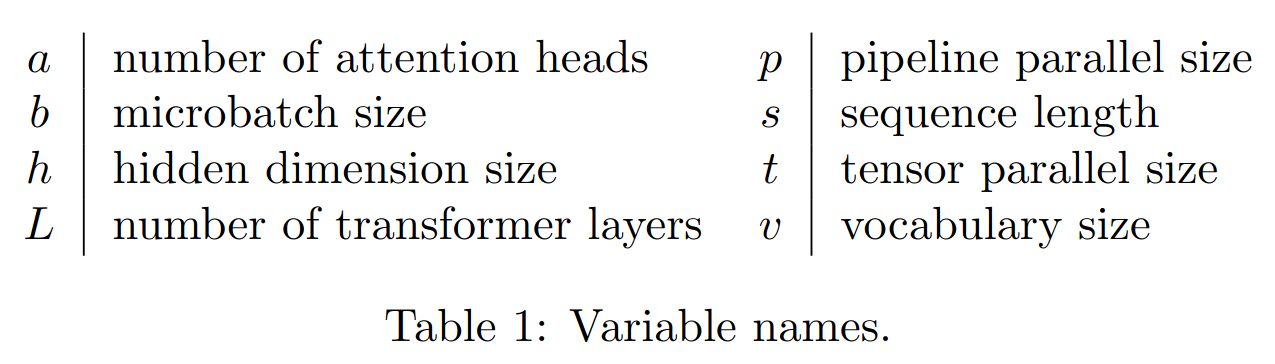 a number of attention heads p pipeline parallel size
b microbatch size s sequence length
h hidden dimension size t tensor parallel size
L number of transformer layers v vocabulary size
Table 1: Variable names.